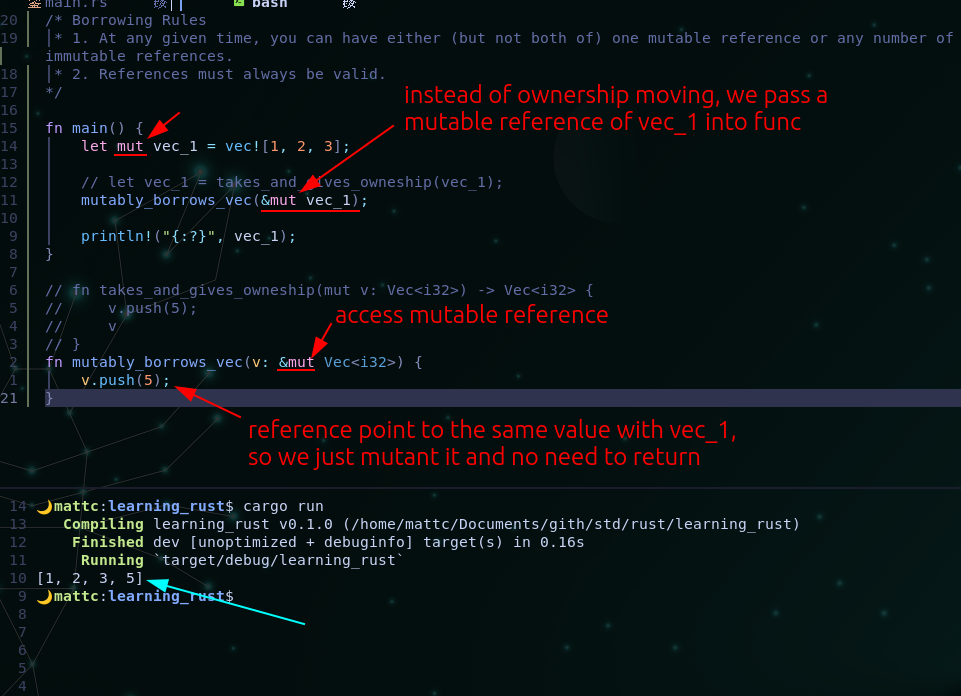 main.rs bash
20 /* Borrowing Rules
19 |* 1. At any given time, you can have either (but not both of) one mutable reference or any number of
immutable references.
18 |* 2. References must always be valid.
17 */
instead of ownership moving, we pass a
mutable reference of vec_1 into func
16
15 fn main() {
14 let mut vec_1 = vec![1, 2, 3];
13
12 // let vec_1 = takes_and_gives_oweship(vec_1);
11 mutably_borrows_vec(&mut vec_1);
10
9 println!("{:?}", vec_1);
8 }
7
6 // fn takes_and_gives_oweship(mut v: Vec<i32>) -> Vec<i32> {
5 // v.push(5);
4 // v
access mutable reference
3 // }
2 fn mutably_borrows_vec(v: &mut Vec<i32>) {
1 v.push(5);
21 }
reference point to the same value with vec_1,
so we just mutant it and no need to return
14 🌙mattc:learning_rust$ cargo run
13 Compiling learning_rust v0.1.0 (/home/mattc/Documents/gith/std/rust/learning_rust)
12 Finished dev [unoptimized + debuginfo] target(s) in 0.16s
11 Running `target/debug/learning_rust`
10 [1, 2, 3, 5]
9 🌙mattc:learning_rust$
8
7
6
5
4